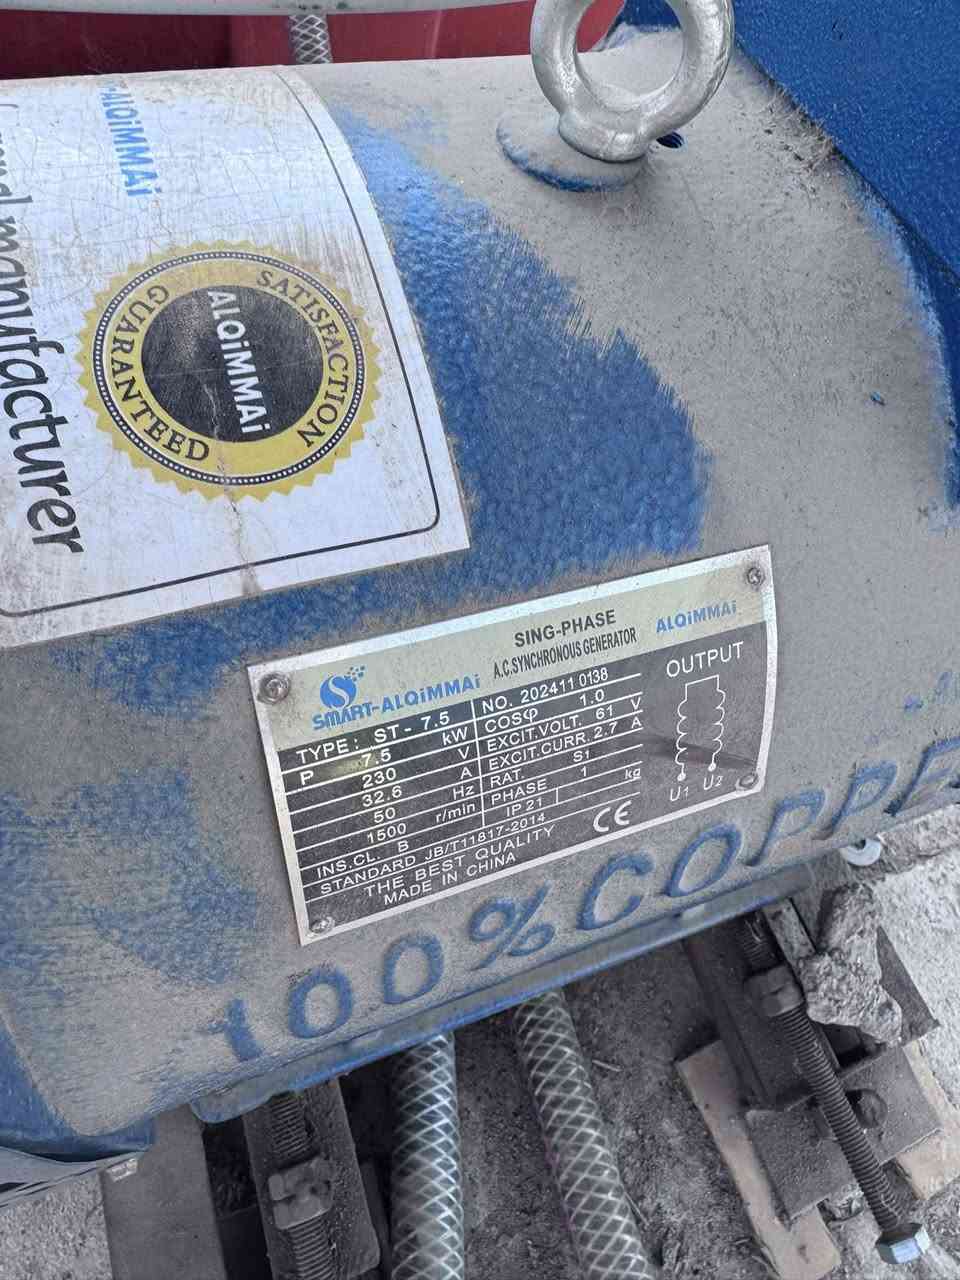 -ALQiMMAi
manufacturer
SATISFACTION
ALQiMMAi
GUARANTEED
SMART-ALQiMMAi
SING-PHASE
A.C.SYNCHRONOUS GENERATOR
ALQiMMAi
TYPE: ST-7.5 NO. 202411 0138
P 7.5 kW COSφ 1.0
230 V EXCIT.VOLT. 61 V
32.6 A EXCIT.CURR. 2.7 A
50 Hz RAT. S1
1500 r/min PHASE 1
INS.CL. B IP 21 kg
STANDARD JB/T11817-2014
THE BEST QUALITY
MADE IN CHINA
CE
OUTPUT
U1 U2
100%COPPE